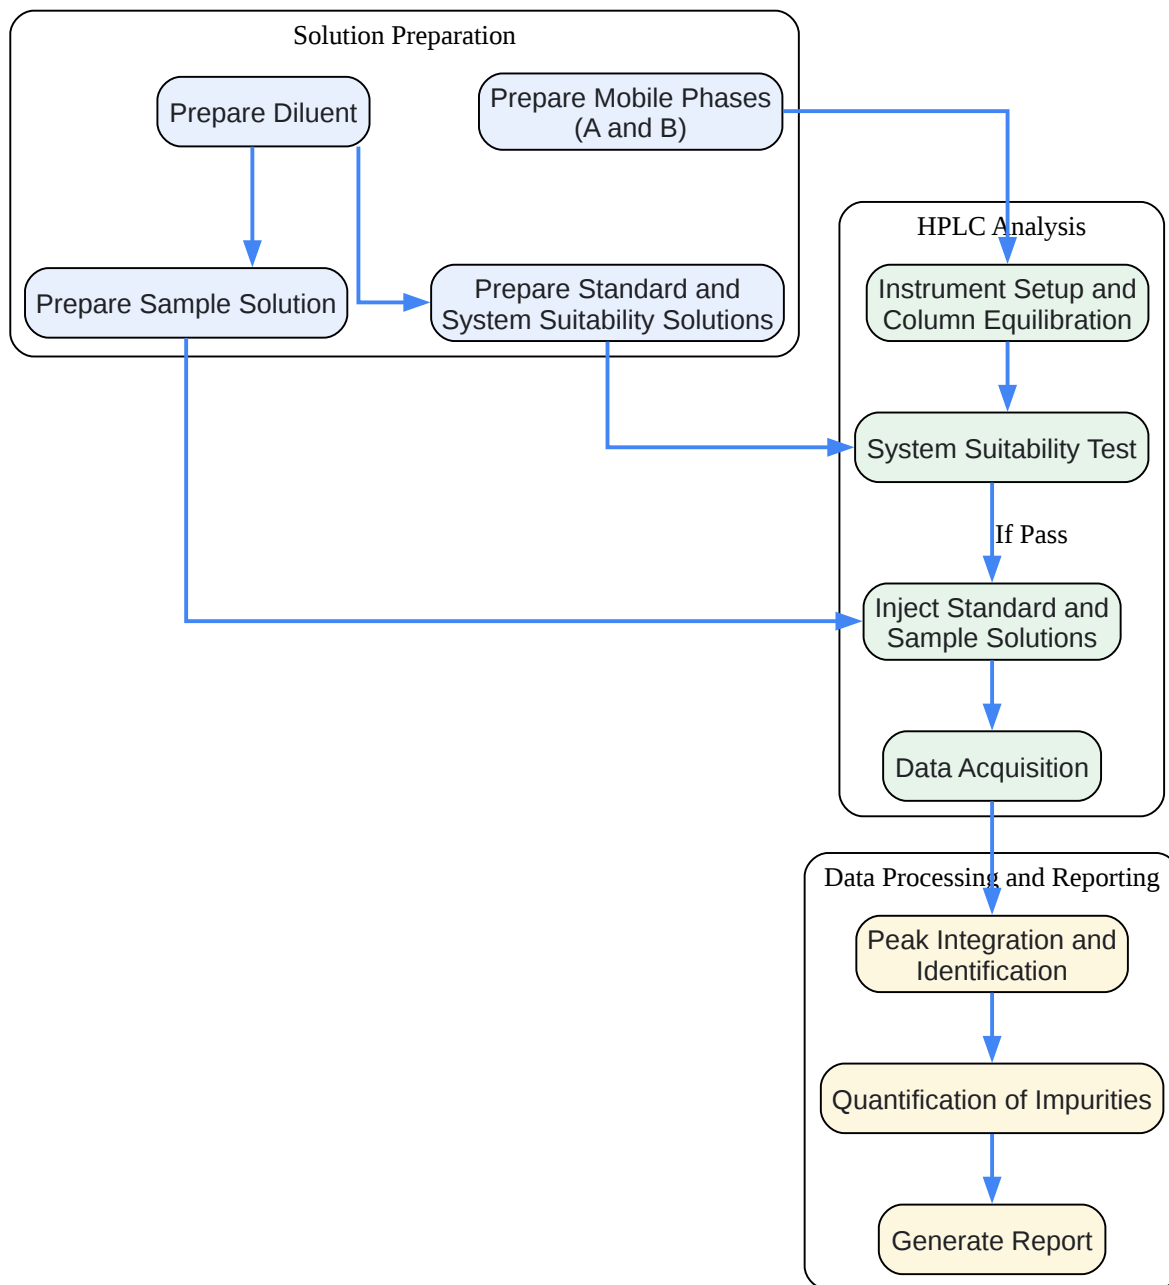 Solution Preparation
Prepare Diluent
Prepare Mobile Phases
(A and B)
Prepare Sample Solution
Prepare Standard and
System Suitability Solutions
HPLC Analysis
Instrument Setup and
Column Equilibration
System Suitability Test
If Pass
Inject Standard and
Sample Solutions
Data Acquisition
Data Processing and Reporting
Peak Integration and
Identification
Quantification of Impurities
Generate Report